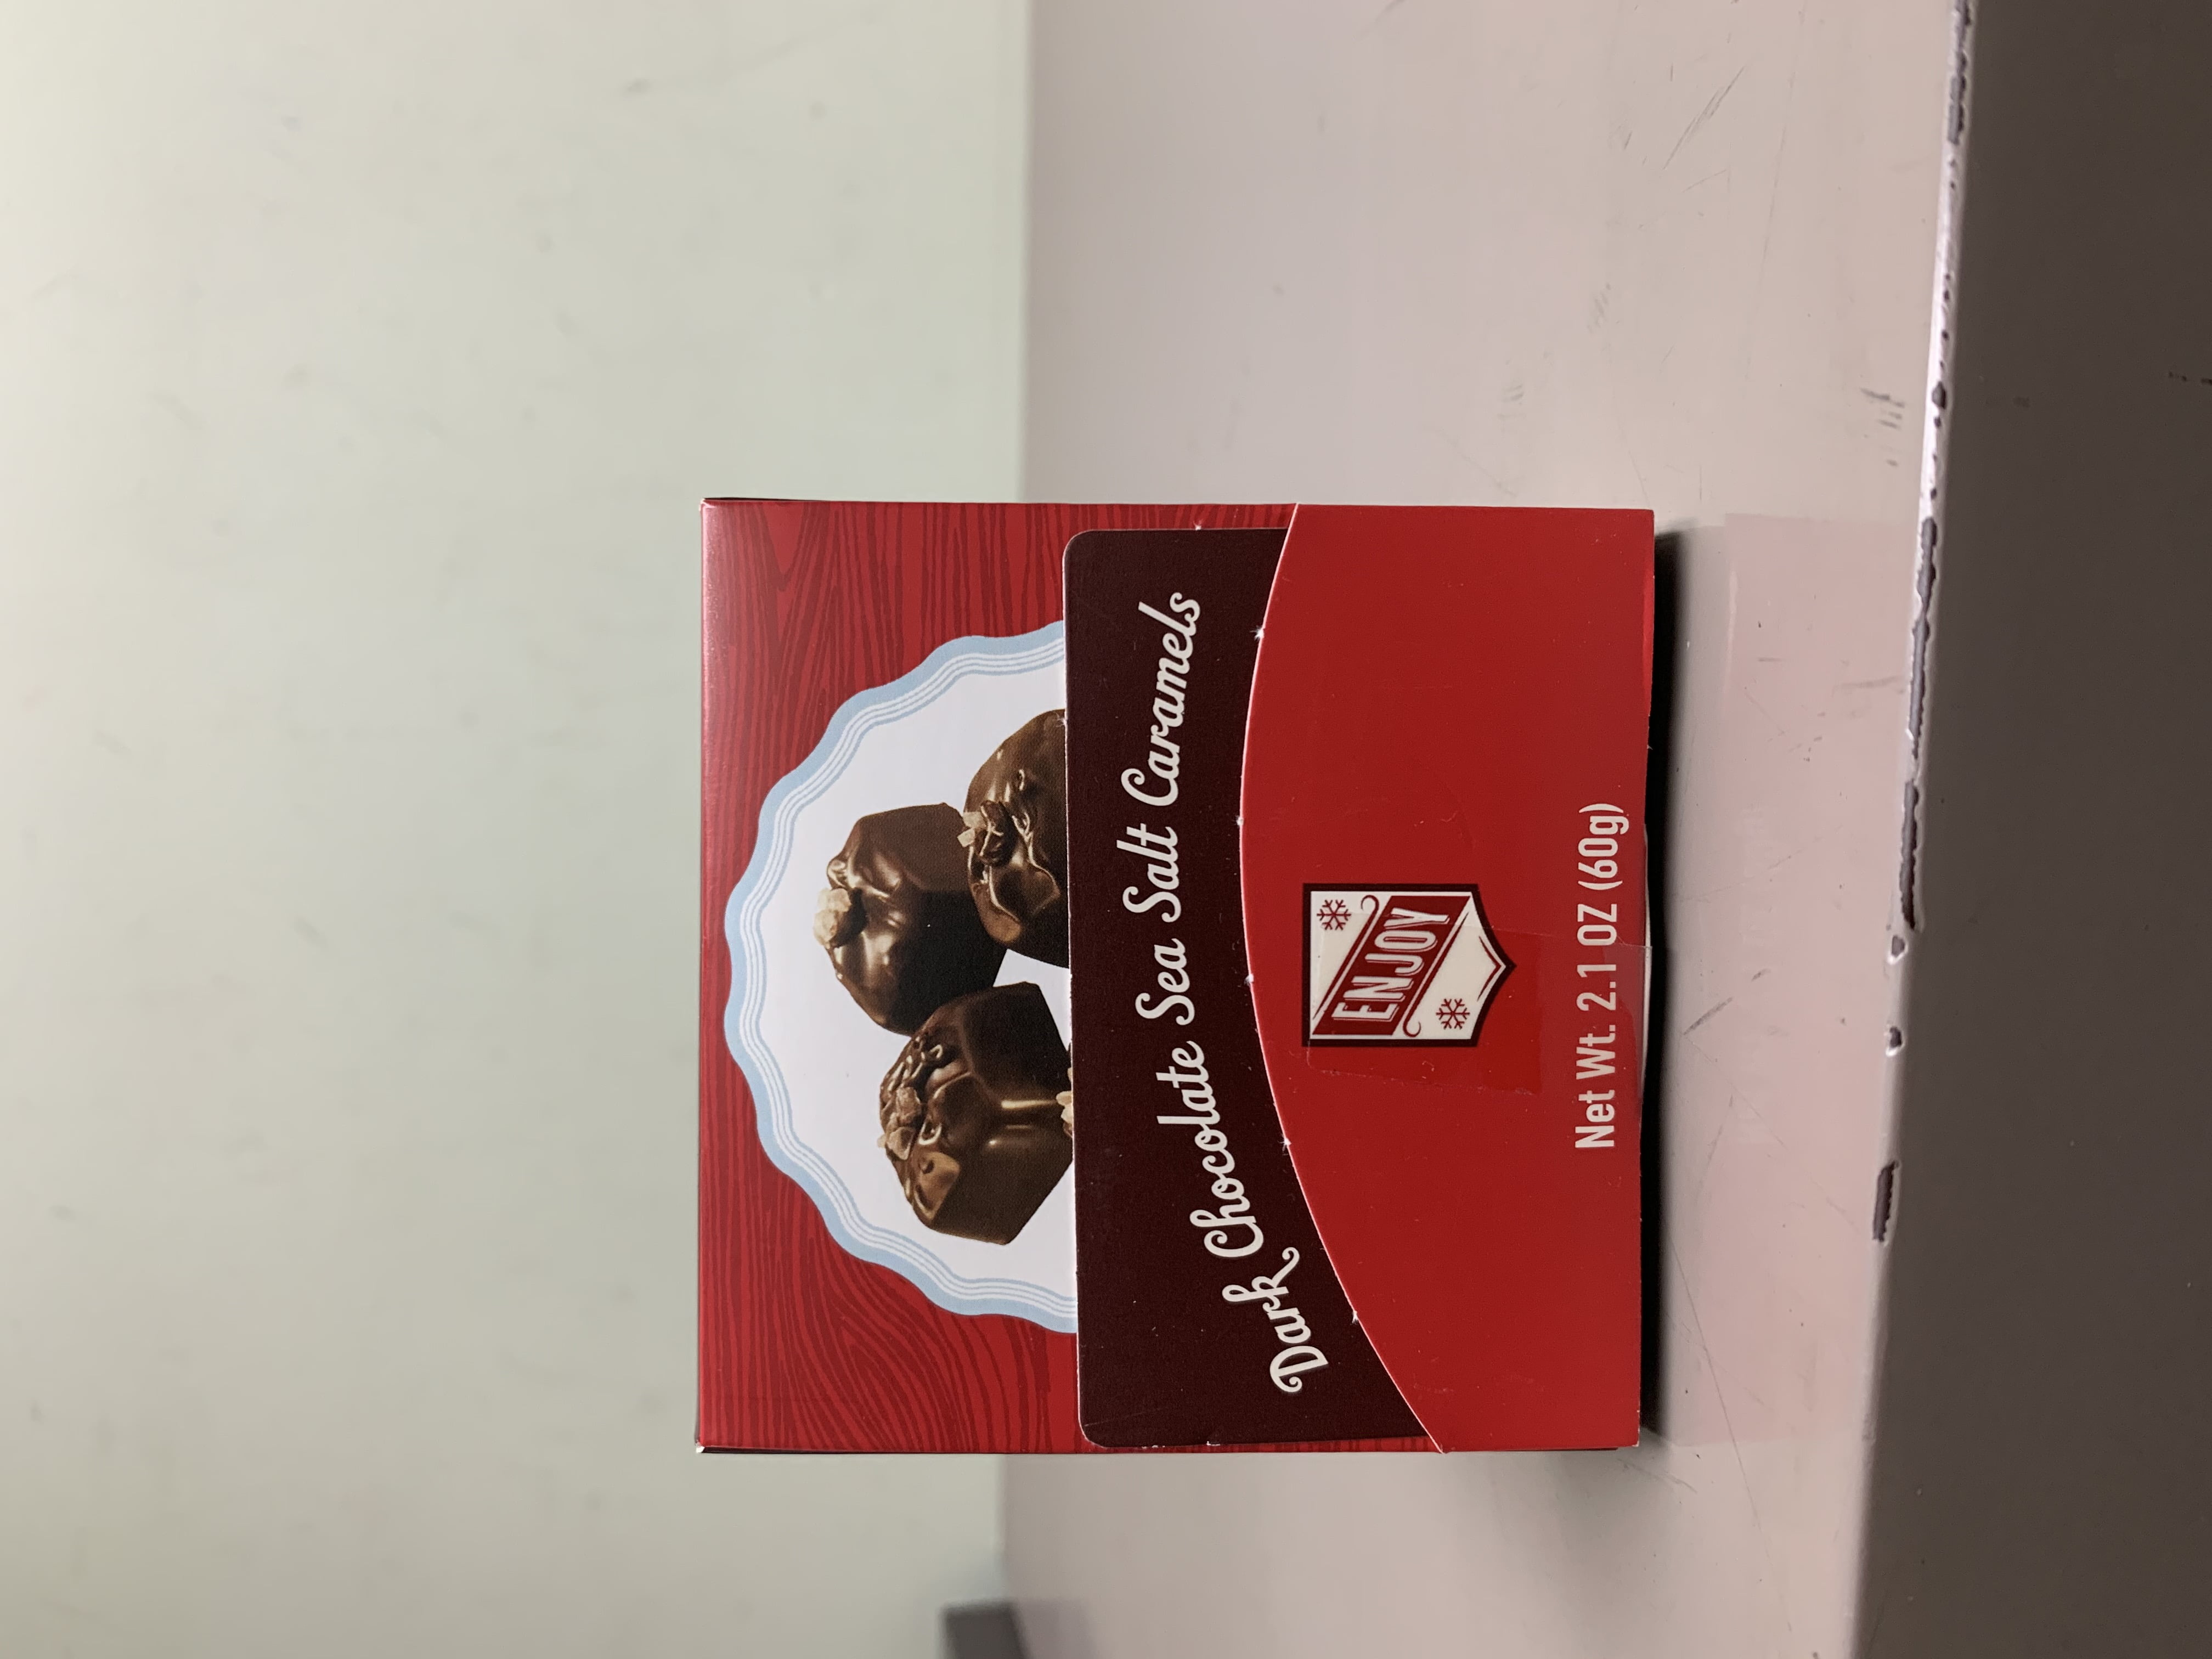 Dark Chocolate Sea Salt Caramels
ENJOY
Net Wt. 2.1 OZ (60g)